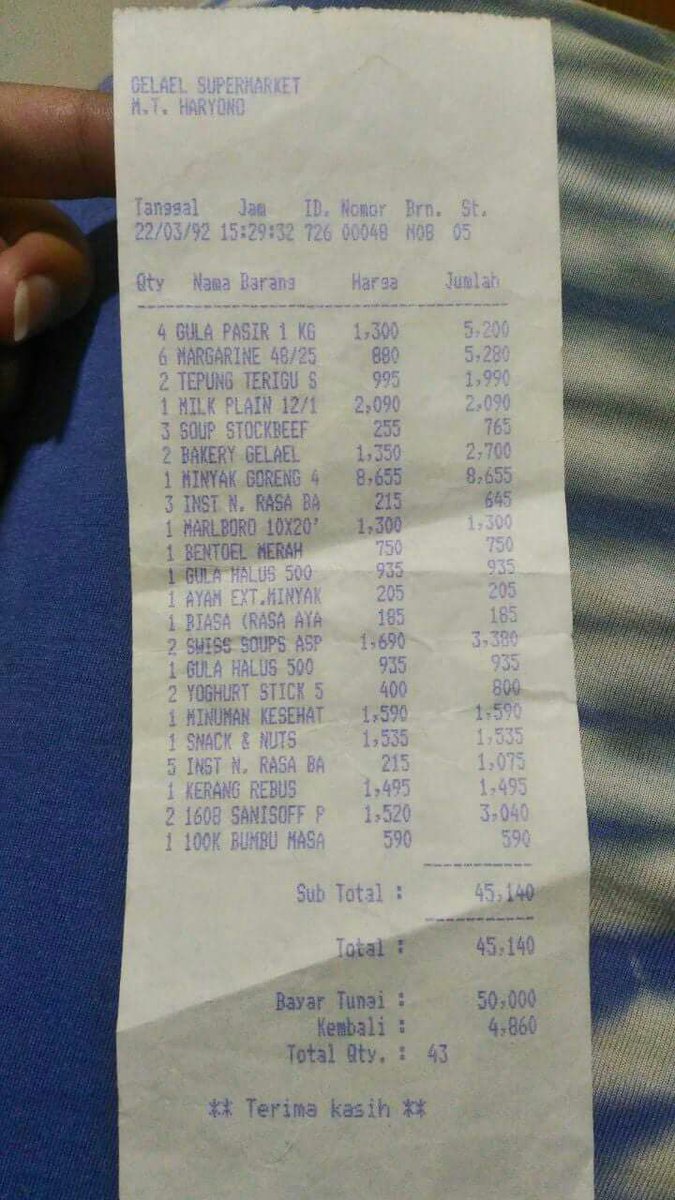 GELAEL SUPERMARKET
M.T. HARYONO
Tanggal Jam ID. Nomor Brn. St.
22/03/92 15:29:32 726 00048 MOB 05
Qty Nama Barang Harga Jumlah
4 GULA PASIR 1 KG 1,300 5,200
6 MARGARINE 48/25 880 5,280
2 TEPUNG TERIGU S 995 1,990
1 MILK PLAIN 12/1 2,090 2,090
3 SOUP STOCKBEEF 255 765
2 BAKERY GELAEL 1,350 2,700
1 MINYAK GORENG 4 8,655 8,655
3 INST N. RASA BA 215 645
1 MARLBORO 10X20' 1,300 1,300
1 BENTOEL MERAH 750 750
1 GULA HALUS 500 935 935
1 AYAM EXT.MINYAK 205 205
1 BIASA (RASA AYA 185 185
2 SWISS SOUPS ASP 1,690 3,380
1 GULA HALUS 500 935 935
2 YOGHURT STICK 5 400 800
1 MINUMAN KESEHAT 1,590 1,590
1 SNACK & NUTS 1,535 1,535
5 INST N. RASA BA 215 1,075
1 KERANG REBUS 1,495 1,495
2 1608 SANISOFF P 1,520 3,040
1 100K BUMBU MASA 590 590
Sub Total : 45,140
Total : 45,140
Bayar Tunai : 50,000
Kembali : 4,860
Total Qty. : 43
** Terima kasih **